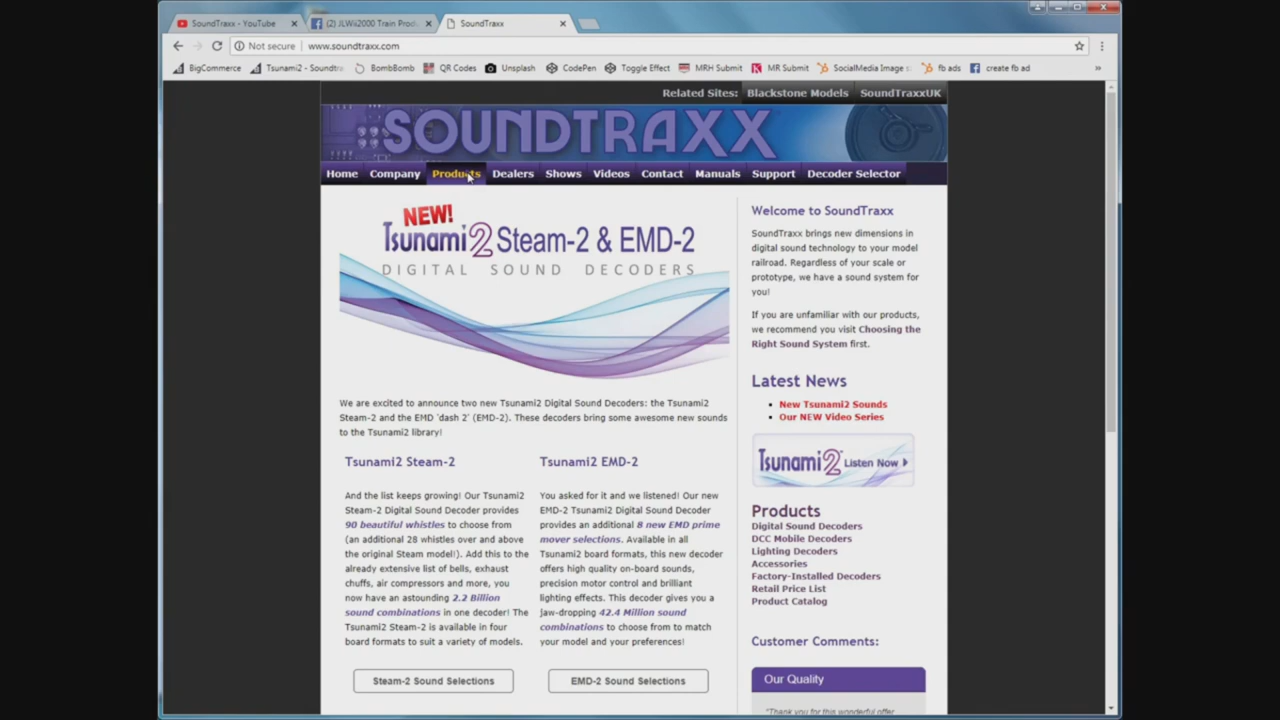 SoundTraxx - YouTube
(2) JLWii2000 Train Produ
SoundTraxx
Not secure
www.soundtraxx.com
BigCommerce
Tsunami2 - Soundtra
BombBomb
QR Codes
Unsplash
CodePen
Toggle Effect
MRH Submit
MR Submit
SocialMedia Image s
fb ads
create fb ad
»
Related Sites: Blackstone Models SoundTraxxUK
SOUNDTRAXX
Home Company Products Dealers Shows Videos Contact Manuals Support Decoder Selector
NEW!
Tsunami2 Steam-2 & EMD-2
DIGITAL SOUND DECODERS
We are excited to announce two new Tsunami2 Digital Sound Decoders: the Tsunami2
Steam-2 and the EMD 'dash 2' (EMD-2). These decoders bring some awesome new sounds
to the Tsunami2 library!
Tsunami2 Steam-2
And the list keeps growing! Our Tsunami2
Steam-2 Digital Sound Decoder provides
90 beautiful whistles to choose from
(an additional 28 whistles over and above
the original Steam model!). Add this to the
already extensive list of bells, exhaust
chuffs, air compressors and more, you
now have an astounding 2.2 Billion
sound combinations in one decoder! The
Tsunami2 Steam-2 is available in four
board formats to suit a variety of models.
Steam-2 Sound Selections
Tsunami2 EMD-2
You asked for it and we listened! Our new
EMD-2 Tsunami2 Digital Sound Decoder
provides an additional 8 new EMD prime
mover selections. Available in all
Tsunami2 board formats, this new decoder
offers high quality on-board sounds,
precision motor control and brilliant
lighting effects. This decoder gives you a
jaw-dropping 42.4 Million sound
combinations to choose from to match
your model and your preferences!
EMD-2 Sound Selections
Welcome to SoundTraxx
SoundTraxx brings new dimensions in
digital sound technology to your model
railroad. Regardless of your scale or
prototype, we have a sound system for
you!
If you are unfamiliar with our products,
we recommend you visit Choosing the
Right Sound System first.
Latest News
New Tsunami2 Sounds
Our NEW Video Series
Tsunami2 Listen Now
Products
Digital Sound Decoders
DCC Mobile Decoders
Lighting Decoders
Accessories
Factory-Installed Decoders
Retail Price List
Product Catalog
Customer Comments:
Our Quality
"Thank you for this wonderful offer